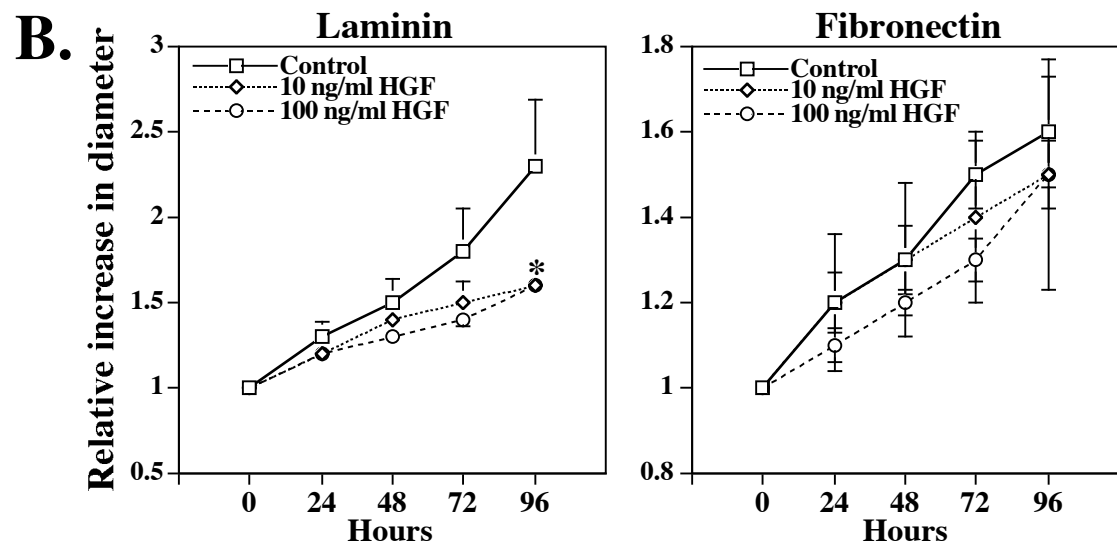 B.
Laminin
Relative increase in diameter
3
2.5
2
1.5
1
0.5
Control
10 ng/ml HGF
100 ng/ml HGF
*
0 24 48 72 96
Hours
Fibronectin
1.8
1.6
1.4
1.2
1
0.8
Control
10 ng/ml HGF
100 ng/ml HGF
0 24 48 72 96
Hours